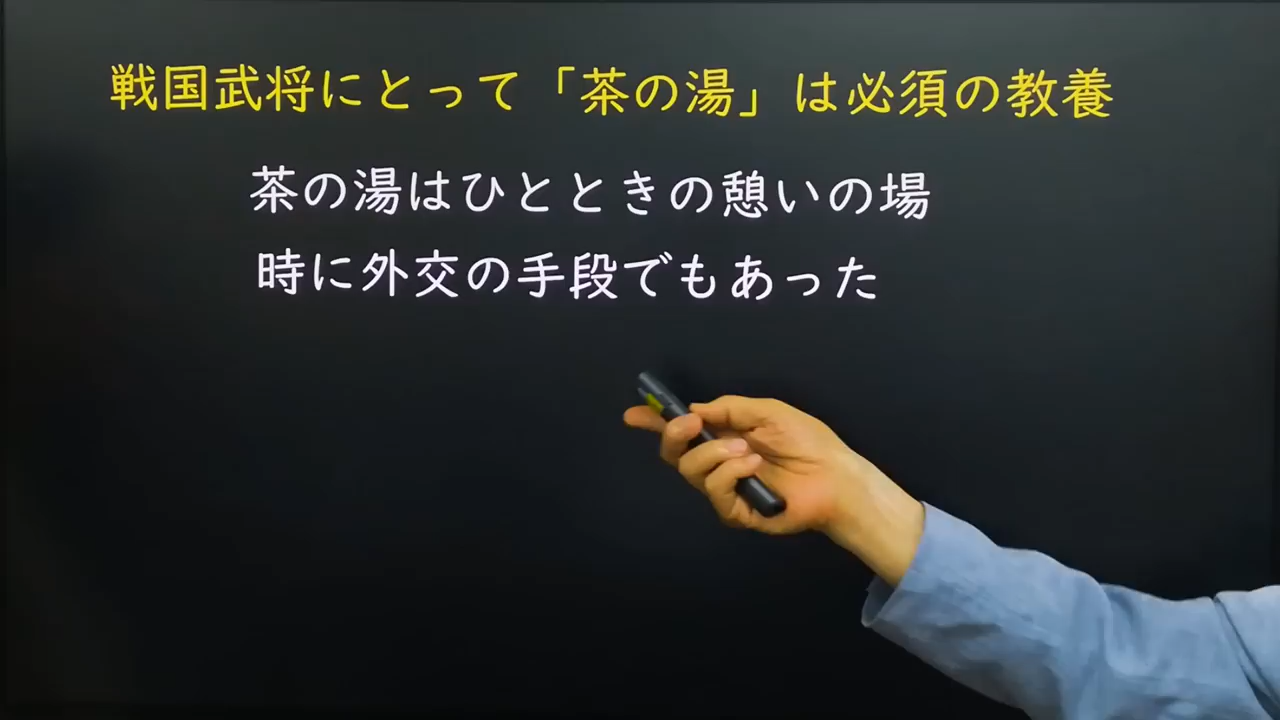 戦国武将にとって「茶の湯」は必須の教養
茶の湯はひとときの憩いの場
時に外交の手段でもあった